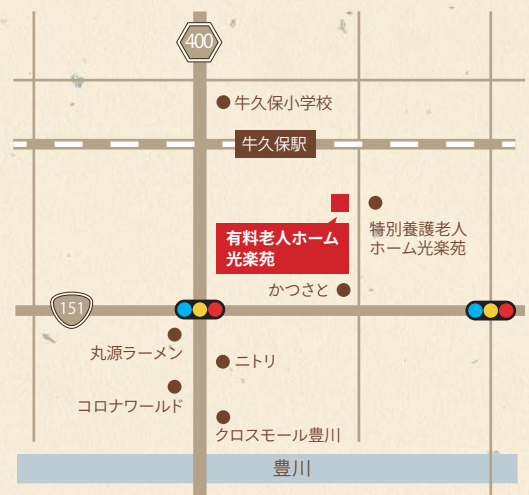 400
牛久保小学校
牛久保駅
特別養護老人
ホーム光楽苑
有料老人ホーム
光楽苑
かつさと
151
丸源ラーメン
ニトリ
コロナワールド
クロスモール豊川
豊川